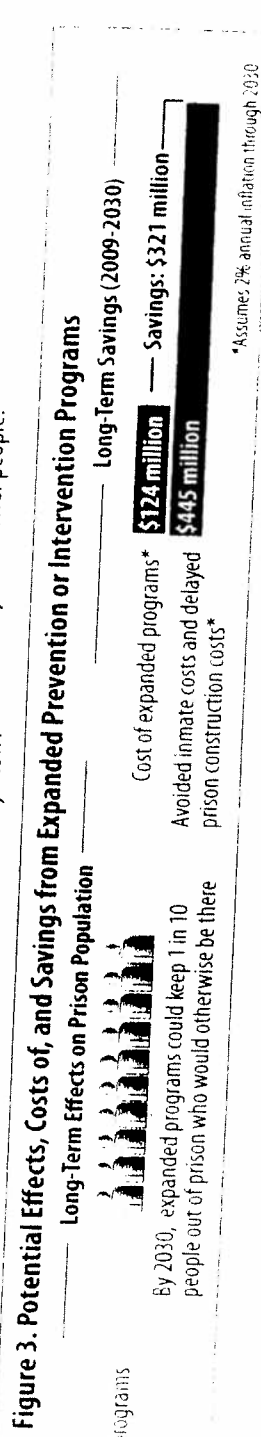 people.
Figure 3. Potential Effects, Costs of, and Savings from Expanded Prevention or Intervention Programs
Long-Term Effects on Prison Population
Long-Term Savings (2009-2030)
By 2030, expanded programs could keep 1 in 10
people out of prison who would otherwise be there
Cost of expanded programs*
$124 million
Savings: $321 million
Avoided inmate costs and delayed
prison construction costs*
$445 million
*Assumes 2% annual inflation through 2030
rograms